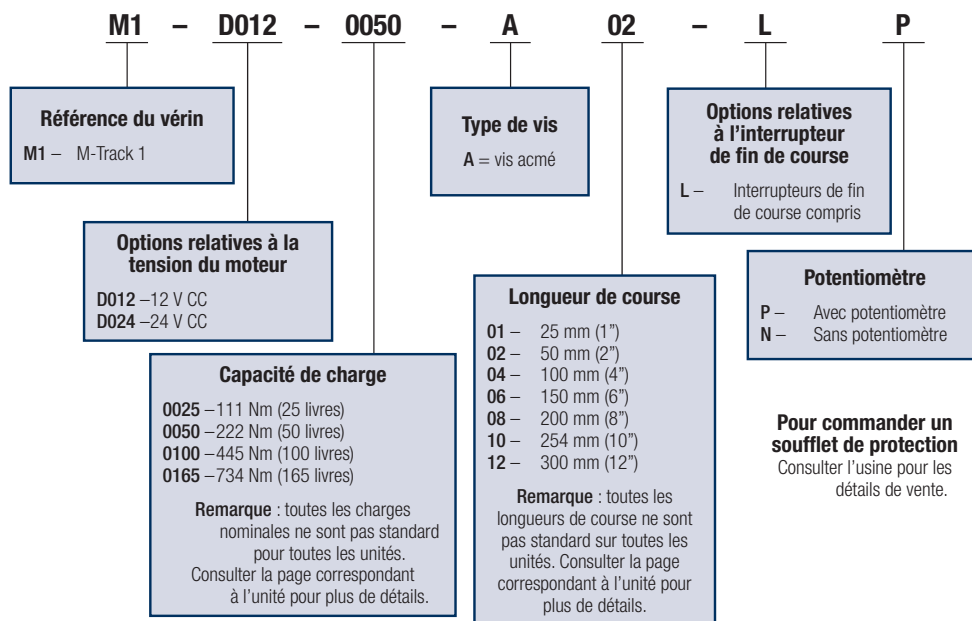 M1 – D012 – 0050 – A 02 – L P
Référence du vérin
M1 – M-Track 1
Options relatives à la
tension du moteur
D012 –12 V CC
D024 –24 V CC
Capacité de charge
0025 –111 Nm (25 livres)
0050 –222 Nm (50 livres)
0100 –445 Nm (100 livres)
0165 –734 Nm (165 livres)
Remarque : toutes les charges
nominales ne sont pas standard
pour toutes les unités.
Consulter la page correspondant
à l’unité pour plus de détails.
Type de vis
A = vis acmé
Longueur de course
01 – 25 mm (1”)
02 – 50 mm (2”)
04 – 100 mm (4”)
06 – 150 mm (6”)
08 – 200 mm (8”)
10 – 254 mm (10”)
12 – 300 mm (12”)
Remarque : toutes les
longueurs de course ne sont
pas standard sur toutes les
unités. Consulter la page
correspondant à l’unité pour
plus de détails.
Options relatives
à l’interrupteur
de fin de course
L – Interrupteurs de fin
de course compris
Potentiomètre
P – Avec potentiomètre
N – Sans potentiomètre
Pour commander un
soufflet de protection
Consulter l’usine pour les
détails de vente.